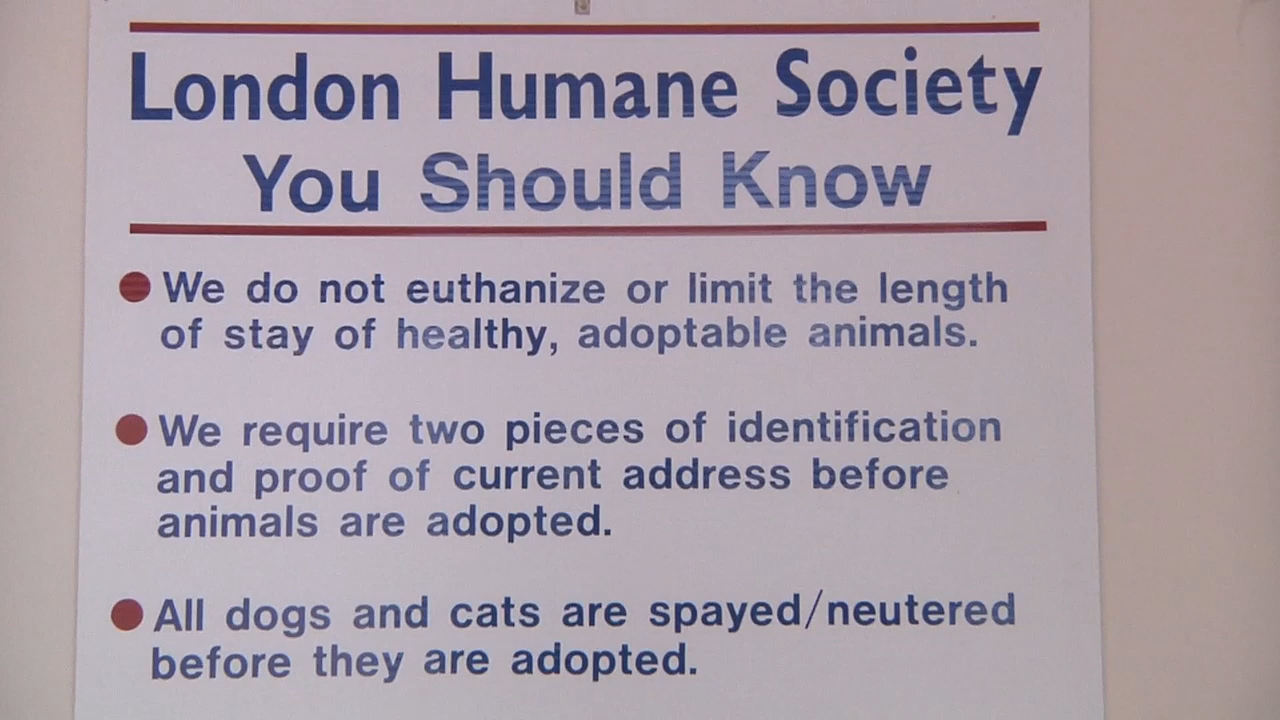 London Humane Society
You Should Know
We do not euthanize or limit the length
of stay of healthy, adoptable animals.
We require two pieces of identification
and proof of current address before
animals are adopted.
All dogs and cats are spayed/neutered
before they are adopted.